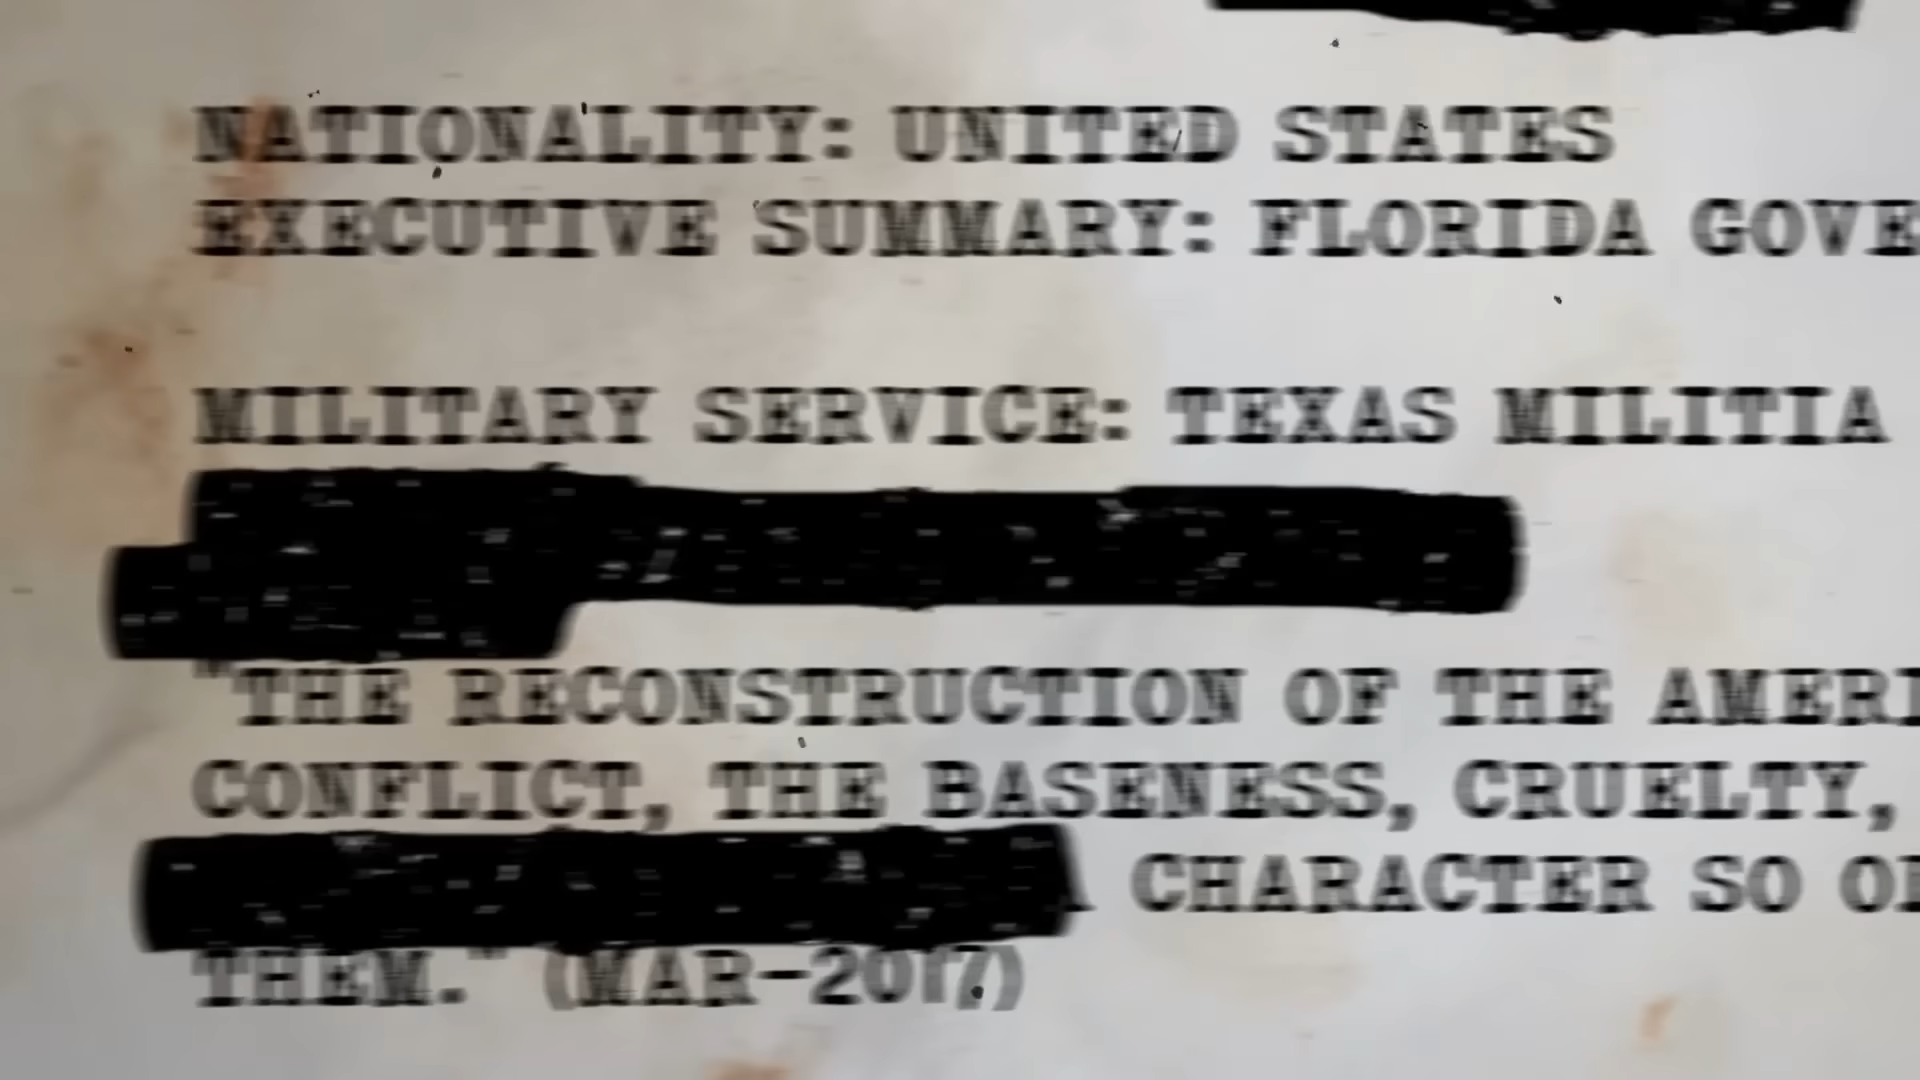 NATIONALITY: UNITED STATES
EXECUTIVE SUMMARY: FLORIDA GOVE
MILITARY SERVICE: TEXAS MILITIA
"THE RECONSTRUCTION OF THE AMERI
CONFLICT, THE BASENESS, CRUELTY,
CHARACTER SO
THEM." (MAR-2017)